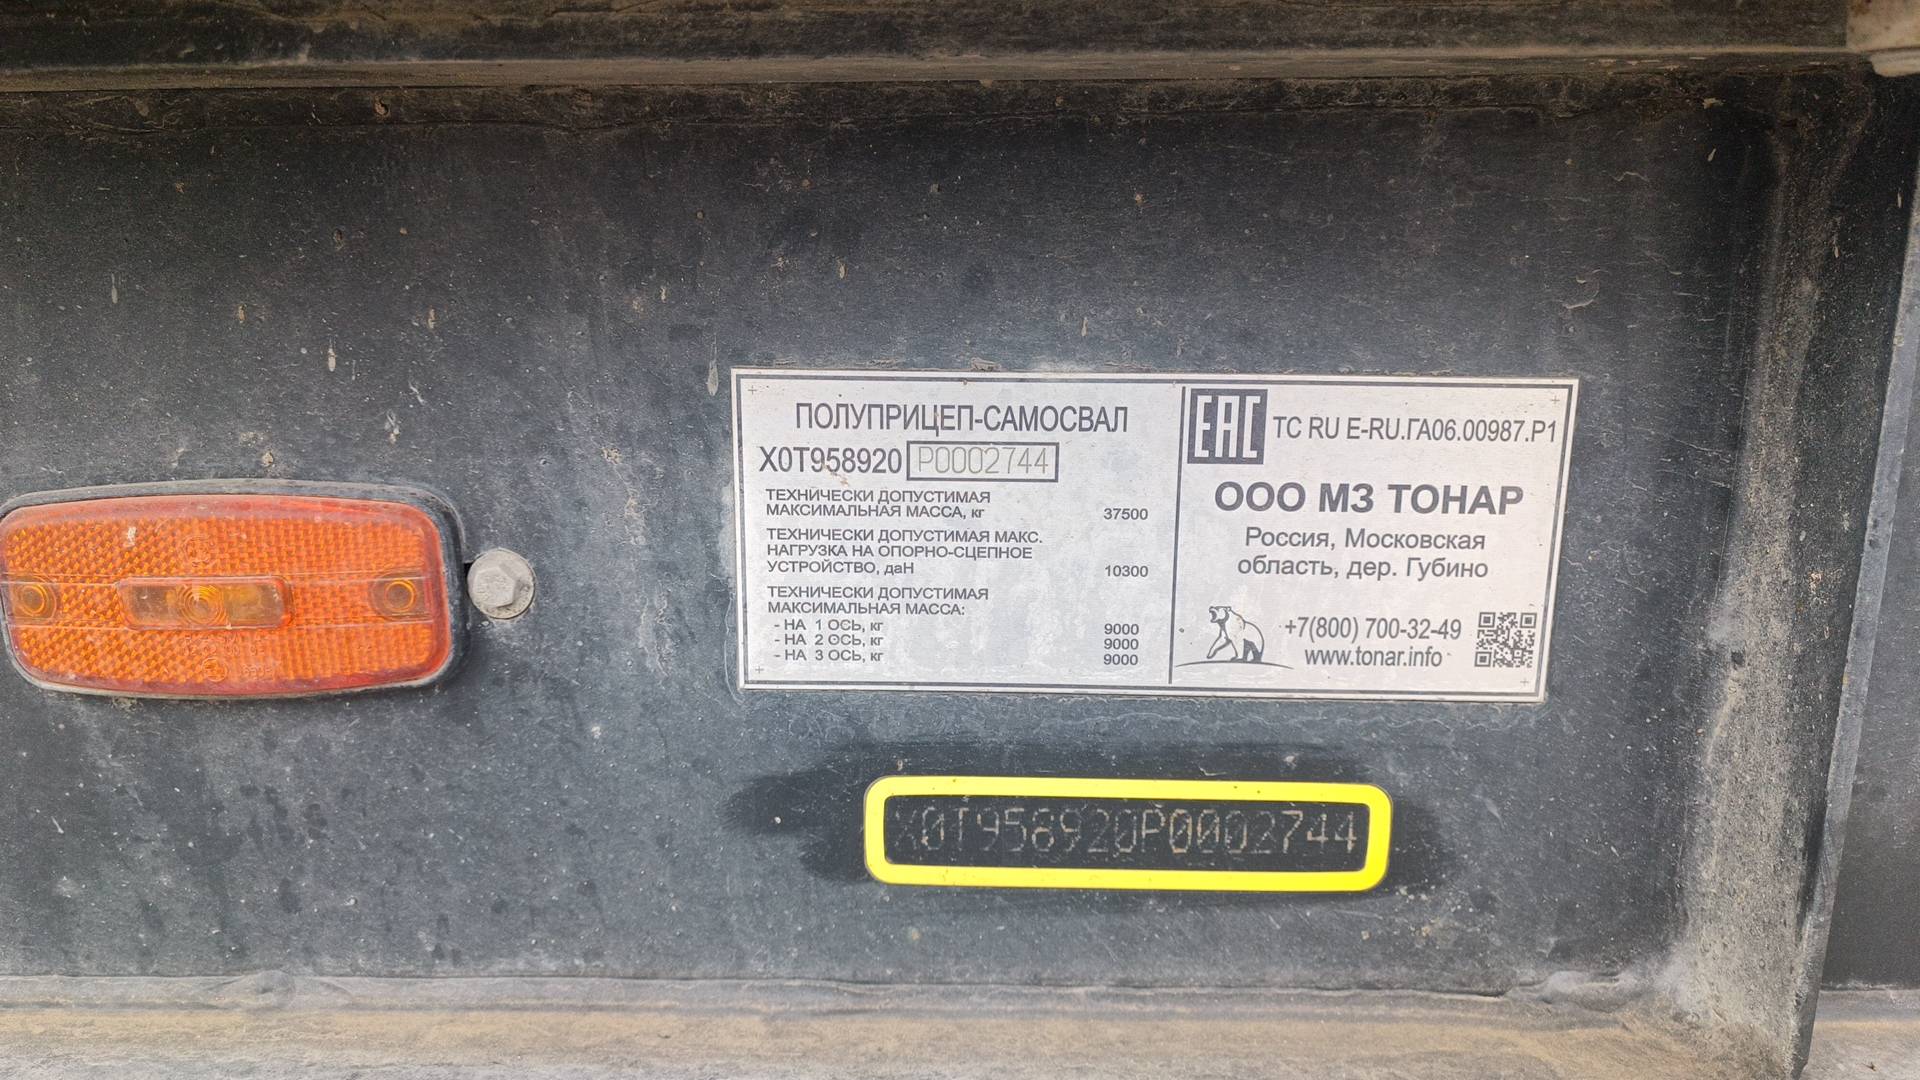 ПОЛУПРИЦЕП-САМОСВАЛ
X0T958920 P0002744
ТЕХНИЧЕСКИ ДОПУСТИМАЯ
МАКСИМАЛЬНАЯ МАССА, кг 37500
ТЕХНИЧЕСКИ ДОПУСТИМАЯ МАКС.
НАГРУЗКА НА ОПОРНО-СЦЕПНОЕ
УСТРОЙСТВО, даН 10300
ТЕХНИЧЕСКИ ДОПУСТИМАЯ
МАКСИМАЛЬНАЯ МАССА:
- НА 1 ОСЬ, кг 9000
- НА 2 ОСЬ, кг 9000
- НА 3 ОСЬ, кг 9000
EAC TC RU E-RU.ГА06.00987.P1
ООО МЗ ТОНАР
Россия, Московская
область, дер. Губино
+7(800) 700-32-49
www.tonar.info
X0T958920P0002744